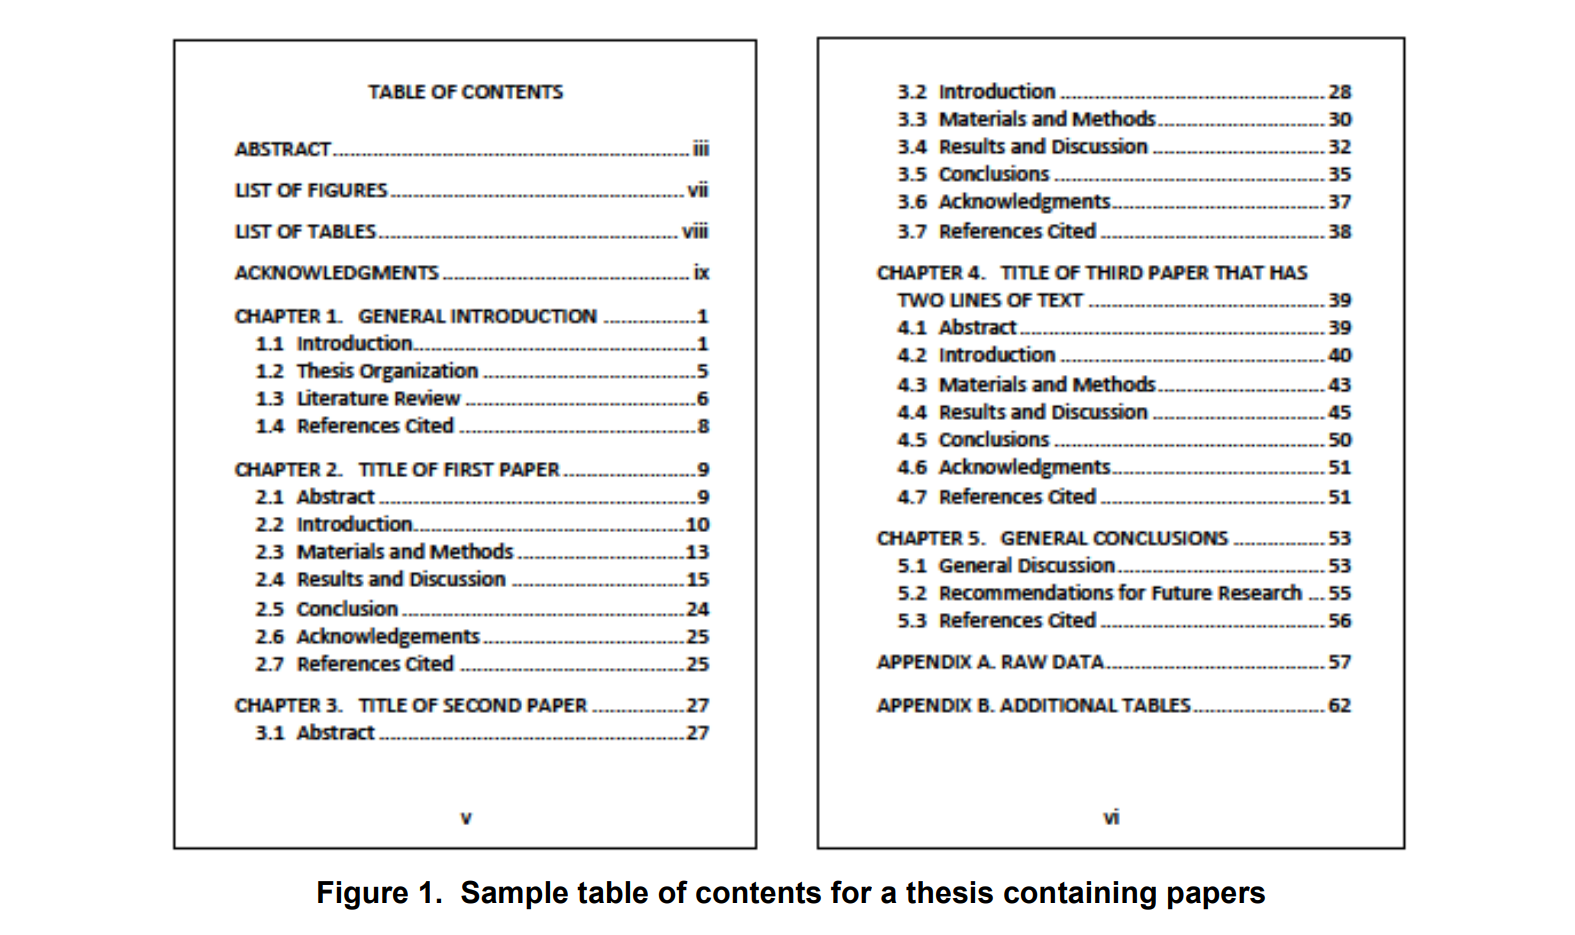 TABLE OF CONTENTS
ABSTRACT iii
LIST OF FIGURES vii
LIST OF TABLES viii
ACKNOWLEDGMENTS ix
CHAPTER 1. GENERAL INTRODUCTION 1
1.1 Introduction 1
1.2 Thesis Organization 5
1.3 Literature Review 6
1.4 References Cited 8
CHAPTER 2. TITLE OF FIRST PAPER 9
2.1 Abstract 9
2.2 Introduction 10
2.3 Materials and Methods 13
2.4 Results and Discussion 15
2.5 Conclusion 24
2.6 Acknowledgements 25
2.7 References Cited 25
CHAPTER 3. TITLE OF SECOND PAPER 27
3.1 Abstract 27
v
3.2 Introduction 28
3.3 Materials and Methods 30
3.4 Results and Discussion 32
3.5 Conclusions 35
3.6 Acknowledgments 37
3.7 References Cited 38
CHAPTER 4. TITLE OF THIRD PAPER THAT HAS
TWO LINES OF TEXT 39
4.1 Abstract 39
4.2 Introduction 40
4.3 Materials and Methods 43
4.4 Results and Discussion 45
4.5 Conclusions 50
4.6 Acknowledgments 51
4.7 References Cited 51
CHAPTER 5. GENERAL CONCLUSIONS 53
5.1 General Discussion 53
5.2 Recommendations for Future Research 55
5.3 References Cited 56
APPENDIX A. RAW DATA 57
APPENDIX B. ADDITIONAL TABLES 62
vi
Figure 1. Sample table of contents for a thesis containing papers